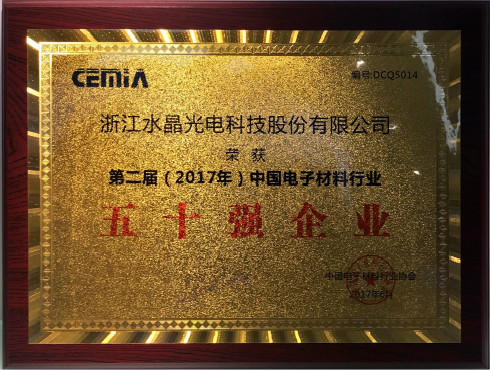 CEMIA
编号:DCQ5014
浙江水晶光电科技股份有限公司
荣获
第二届（2017年）中国电子材料行业
五十强企业
中国电子材料行业协会
2017年6月